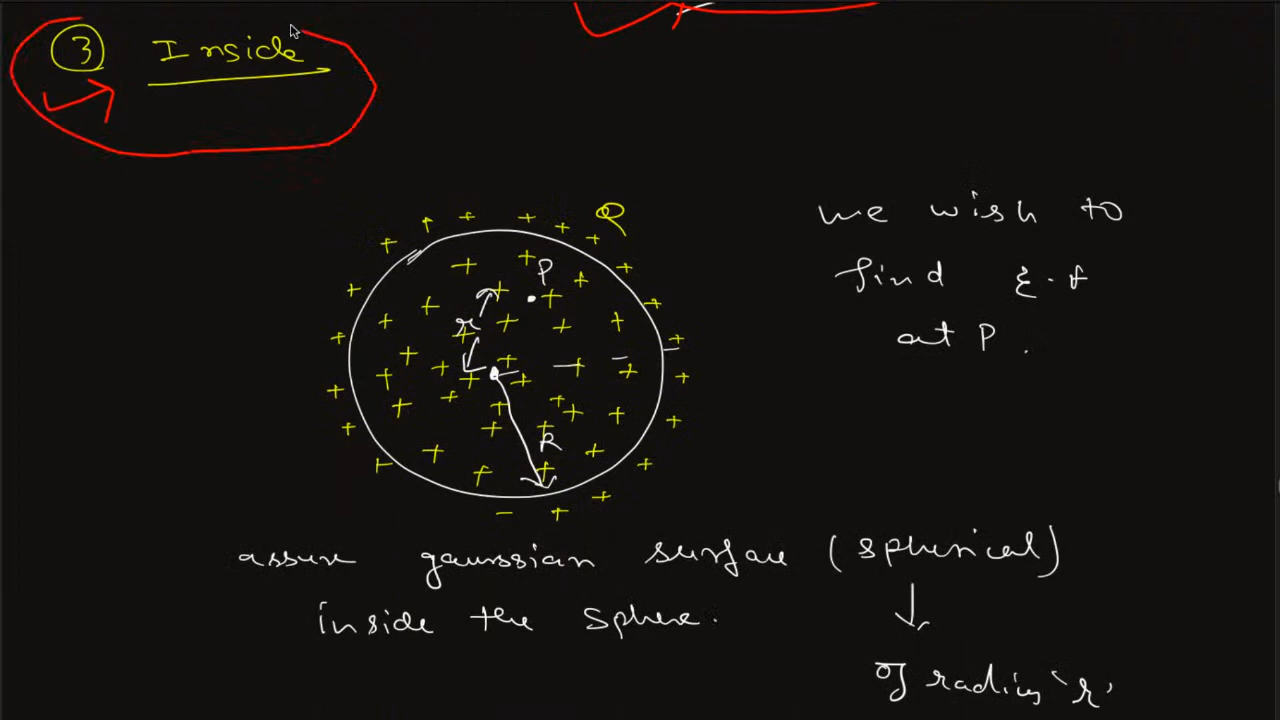 3 Inside
Q
P
r
R
we wish to
find E.F
at P.
assume gaussian surface (spherical)
inside the sphere.
of radius 'r'